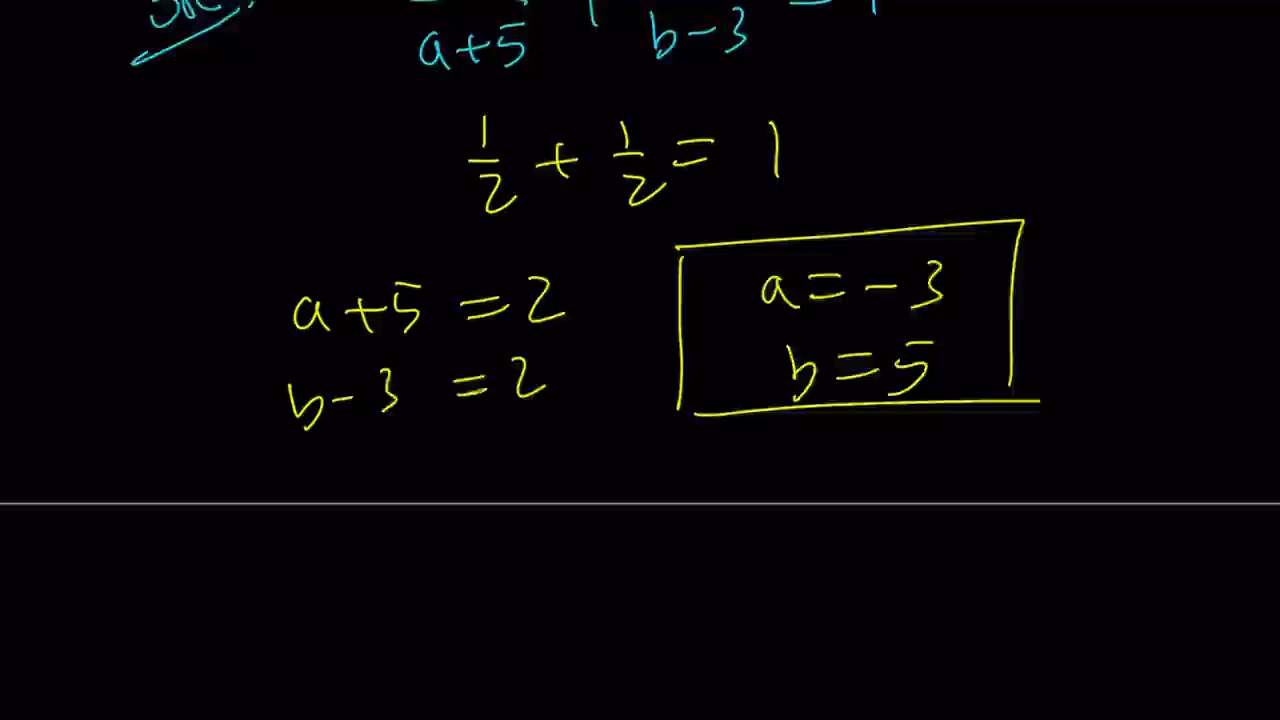 a+5 b-3
1/2 + 1/2 = 1
a+5 = 2
b-3 = 2
a = -3
b = 5